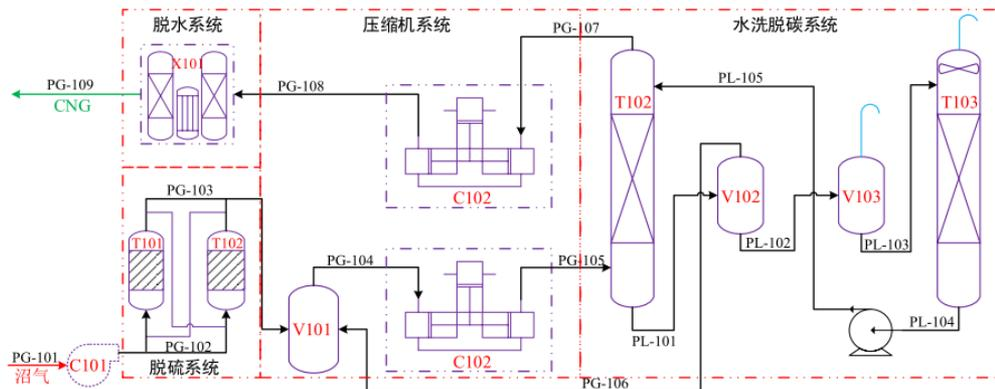 脱水系统
压缩机系统
水洗脱碳系统
PG-107
X101
PG-109
CNG
PG-108
PL-105
T102
T103
C102
V102
V103
PG-103
T101
T102
PL-102
PL-103
PG-104
PG-105
V101
C102
PL-101
PL-104
PG-101
沼气
C101
PG-102
脱硫系统
PG-106